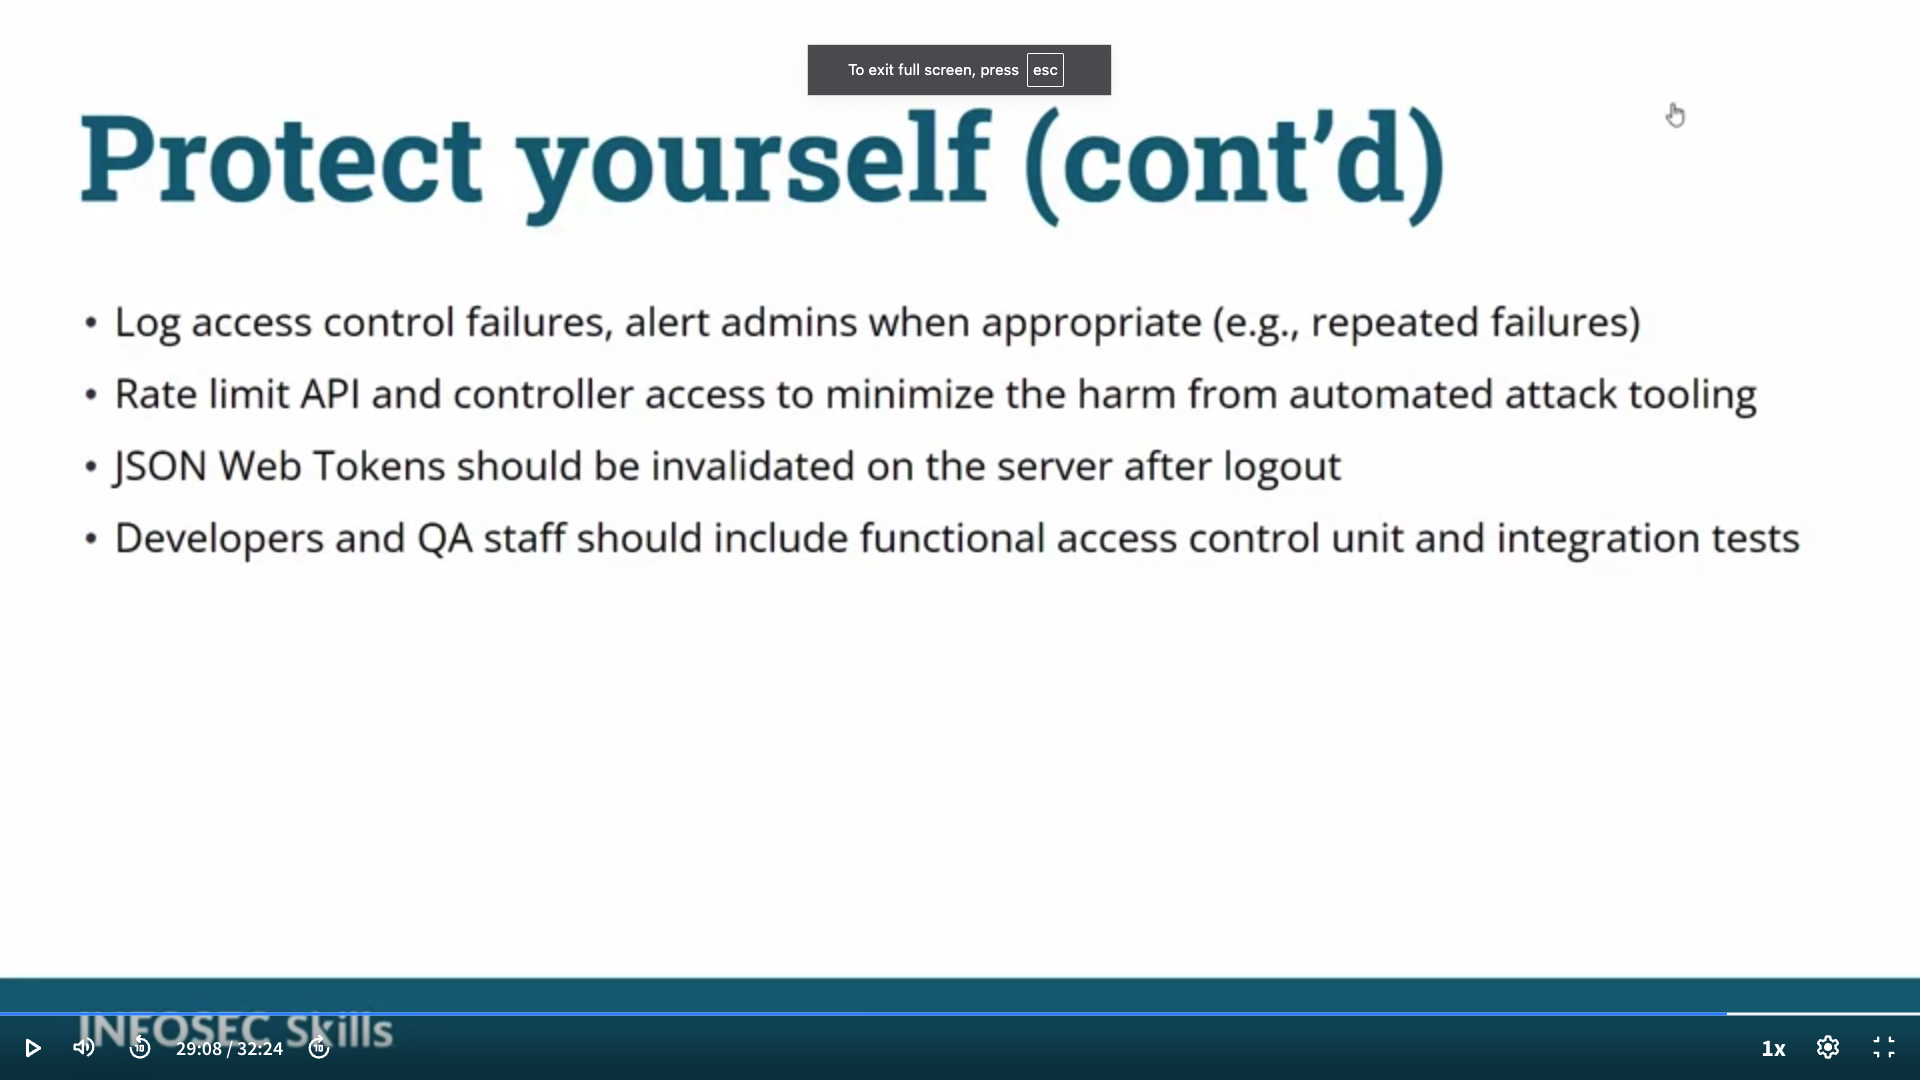 To exit full screen, press esc
Protect yourself (cont’d)
• Log access control failures, alert admins when appropriate (e.g., repeated failures)
• Rate limit API and controller access to minimize the harm from automated attack tooling
• JSON Web Tokens should be invalidated on the server after logout
• Developers and QA staff should include functional access control unit and integration tests
INFOSEC Skills
10 29:08 / 32:24 10 1x